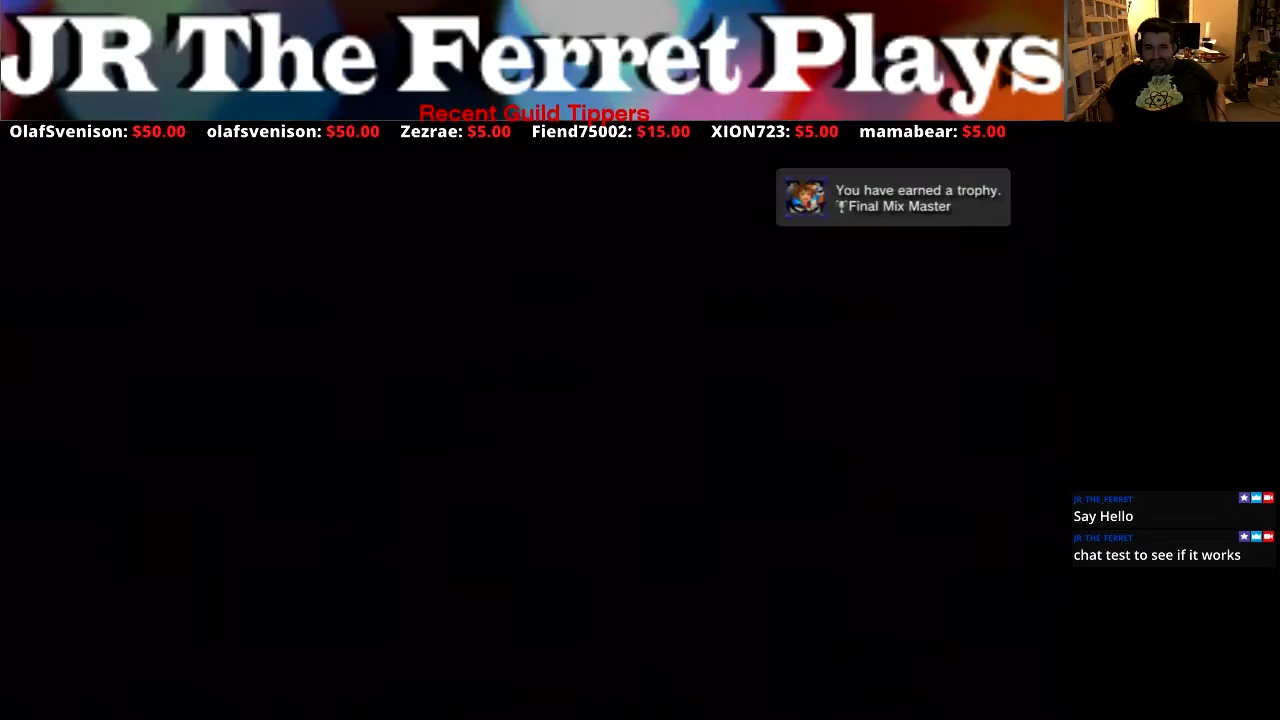 JR The Ferret Plays
Recent Guild Tippers
OlafSvenison: $50.00 olafsvenison: $50.00 Zezrae: $5.00 Fiend75002: $15.00 XION723: $5.00 mamabear: $5.00
You have earned a trophy.
Final Mix Master
JR_THE_FERRET
Say Hello
JR_THE_FERRET
chat test to see if it works